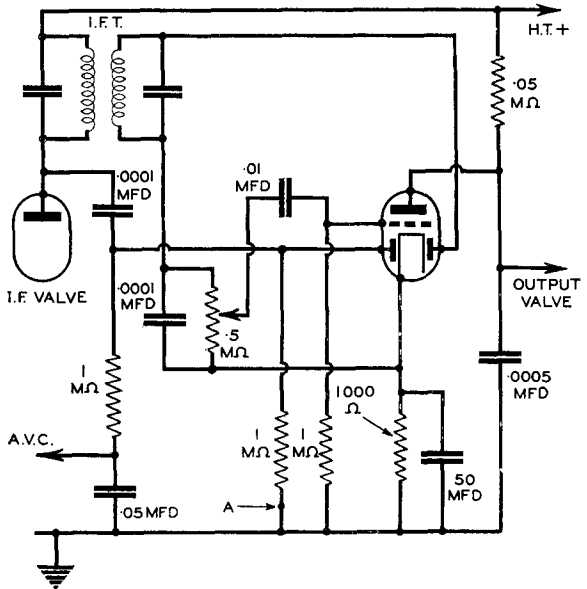 I.F.T.
H.T.+
.05
MΩ
.0001
MFD
.01
MFD
I.F. VALVE
.0001
MFD
.5
MΩ
OUTPUT
VALVE
1
MΩ
1000
Ω
.0005
MFD
A.V.C.
1
MΩ
1
MΩ
50
MFD
.05 MFD
A